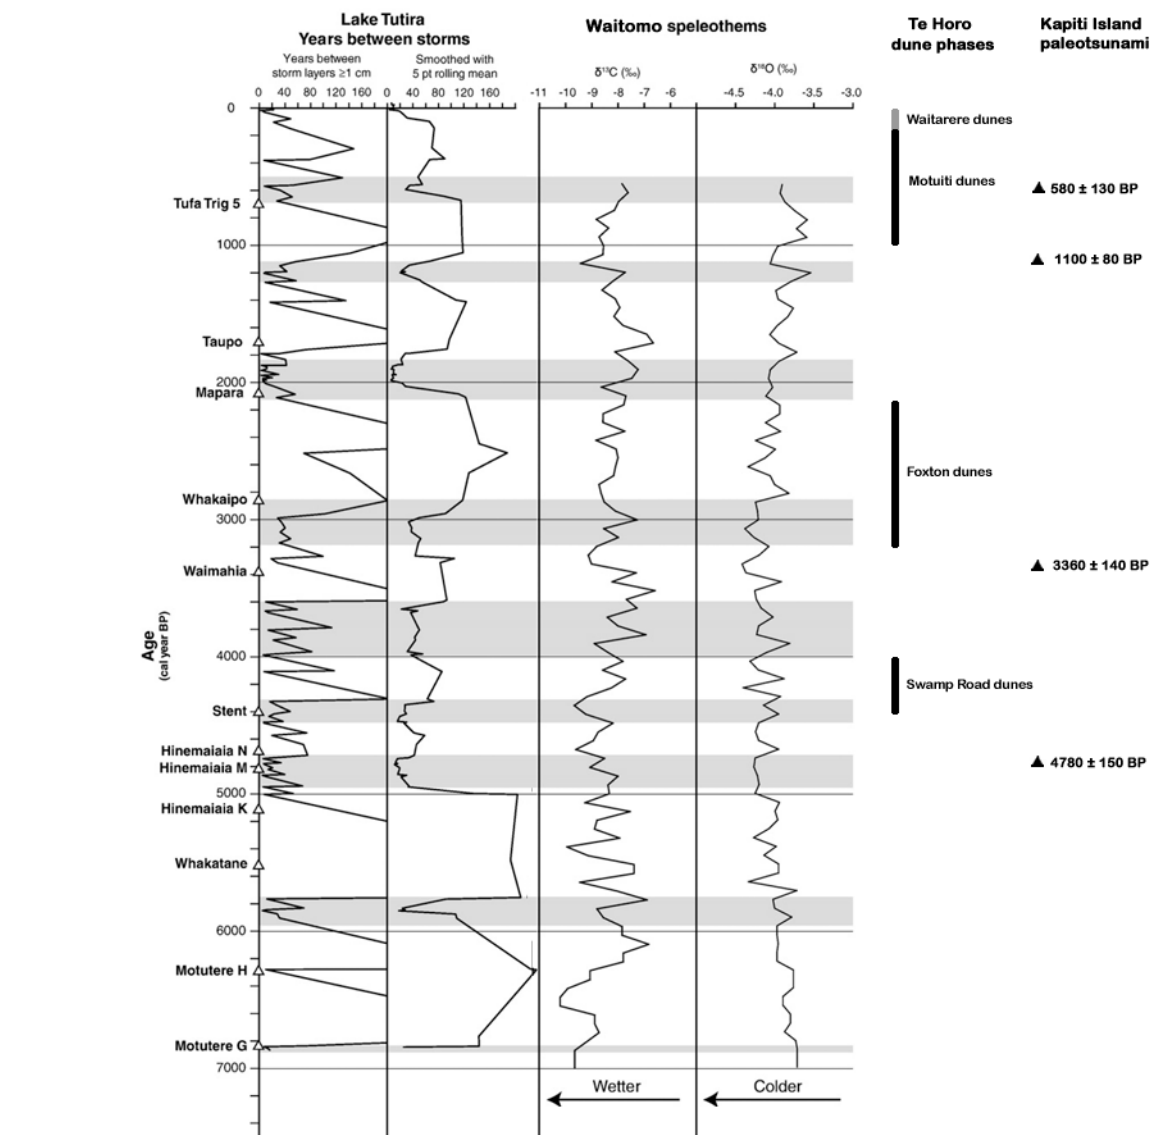 Lake Tutira
Years between storms
Waitomo speleothems
Te Horo
dune phases
Kapiti Island
paleotsunami
Years between
storm layers ≥1 cm
Smoothed with
5 pt rolling mean
δ¹³C (‰)
δ¹⁸O (‰)
0 40 80 120 160 0 40 80 120 160 -11 -10 -9 -8 -7 -6 -4.5 -4.0 -3.5 -3.0
0
Waitarere dunes
Motuiti dunes
580 ± 130 BP
Tufa Trig 5
1000
1100 ± 80 BP
Taupo
2000
Mapara
Foxton dunes
Whakaipo
3000
3360 ± 140 BP
Waimahia
Age
(cal year BP)
4000
Swamp Road dunes
Stent
Hinemaiaia N
Hinemaiaia M
4780 ± 150 BP
5000
Hinemaiaia K
Whakatane
6000
Motutere H
Motutere G
7000
Wetter
Colder